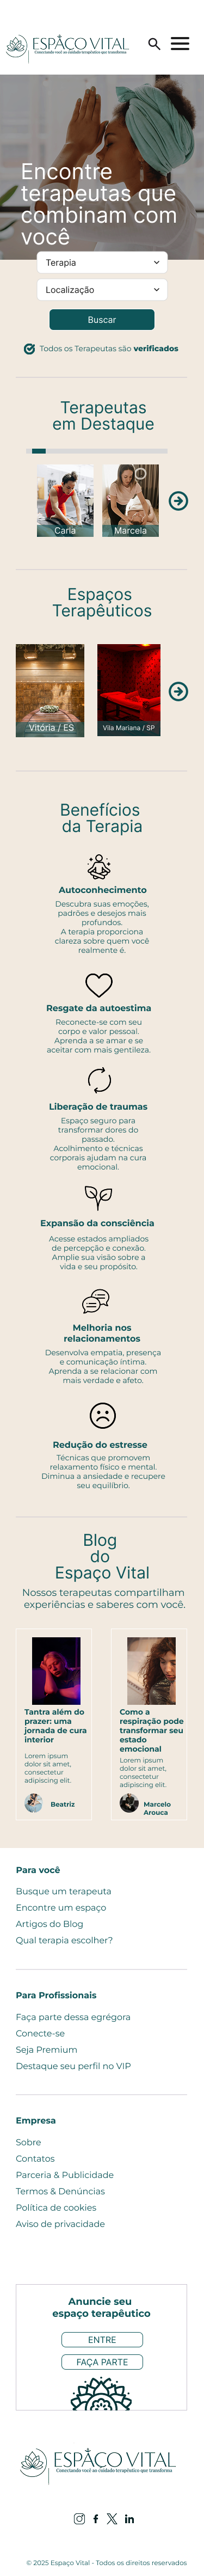 ESPAÇO VITAL
Conectando você ao cuidado terapêutico que transforma
Encontre
terapeutas que
combinam com
você
Terapia
Localização
Buscar
Todos os Terapeutas são verificados
Terapeutas
em Destaque
Carla
Marcela
Espaços
Terapêuticos
Vitória / ES
Vila Mariana / SP
Benefícios
da Terapia
Autoconhecimento
Descubra suas emoções,
padrões e desejos mais
profundos.
A terapia proporciona
clareza sobre quem você
realmente é.
Resgate da autoestima
Reconecte-se com seu
corpo e valor pessoal.
Aprenda a se amar e se
aceitar com mais gentileza.
Liberação de traumas
Espaço seguro para
transformar dores do
passado.
Acolhimento e técnicas
corporais ajudam na cura
emocional.
Expansão da consciência
Acesse estados ampliados
de percepção e conexão.
Amplie sua visão sobre a
vida e seu propósito.
Melhoria nos
relacionamentos
Desenvolva empatia, presença
e comunicação íntima.
Aprenda a se relacionar com
mais verdade e afeto.
Redução do estresse
Técnicas que promovem
relaxamento físico e mental.
Diminua a ansiedade e recupere
seu equilíbrio.
Blog
do
Espaço Vital
Nossos terapeutas compartilham
experiências e saberes com você.
Tantra além do
prazer: uma
jornada de cura
interior
Lorem ipsum
dolor sit amet,
consectetur
adipiscing elit.
Beatriz
Como a
respiração pode
transformar seu
estado
emocional
Lorem ipsum
dolor sit amet,
consectetur
adipiscing elit.
Marcelo
Arouca
Para você
Busque um terapeuta
Encontre um espaço
Artigos do Blog
Qual terapia escolher?
Para Profissionais
Faça parte dessa egrégora
Conecte-se
Seja Premium
Destaque seu perfil no VIP
Empresa
Sobre
Contatos
Parceria & Publicidade
Termos & Denúncias
Política de cookies
Aviso de privacidade
Anuncie seu
espaço terapêutico
ENTRE
FAÇA PARTE
ESPAÇO VITAL
Conectando você ao cuidado terapêutico que transforma
© 2025 Espaço Vital - Todos os direitos reservados